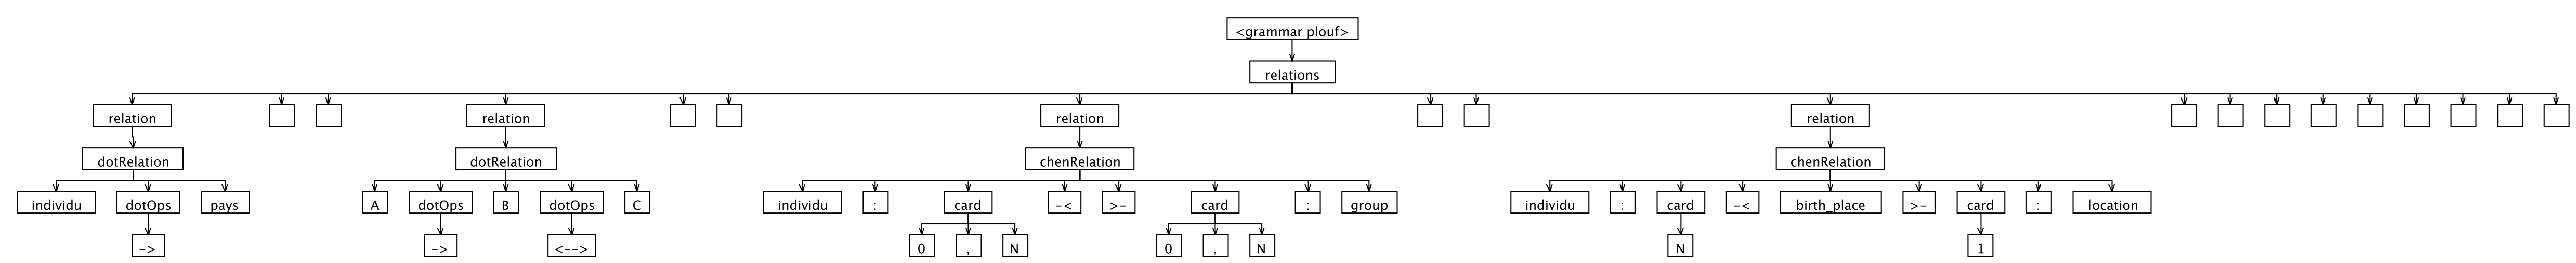 <grammar plouf>
relations
relation relation relation relation
dotRelation dotRelation chenRelation chenRelation
individu dotOps pays A dotOps B dotOps C individu : card -< >- card : group individu : card -< birth_place >- card : location
-> -> <--> 0 , N 0 , N N 1